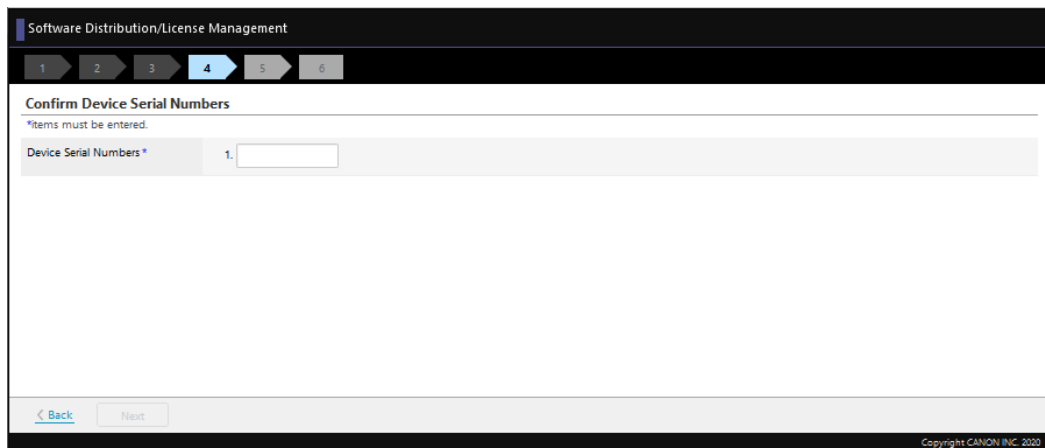 Software Distribution/License Management
1 2 3 4 5 6
Confirm Device Serial Numbers
*items must be entered.
Device Serial Numbers* 1.
< Back Next
Copyright CANON INC. 2020